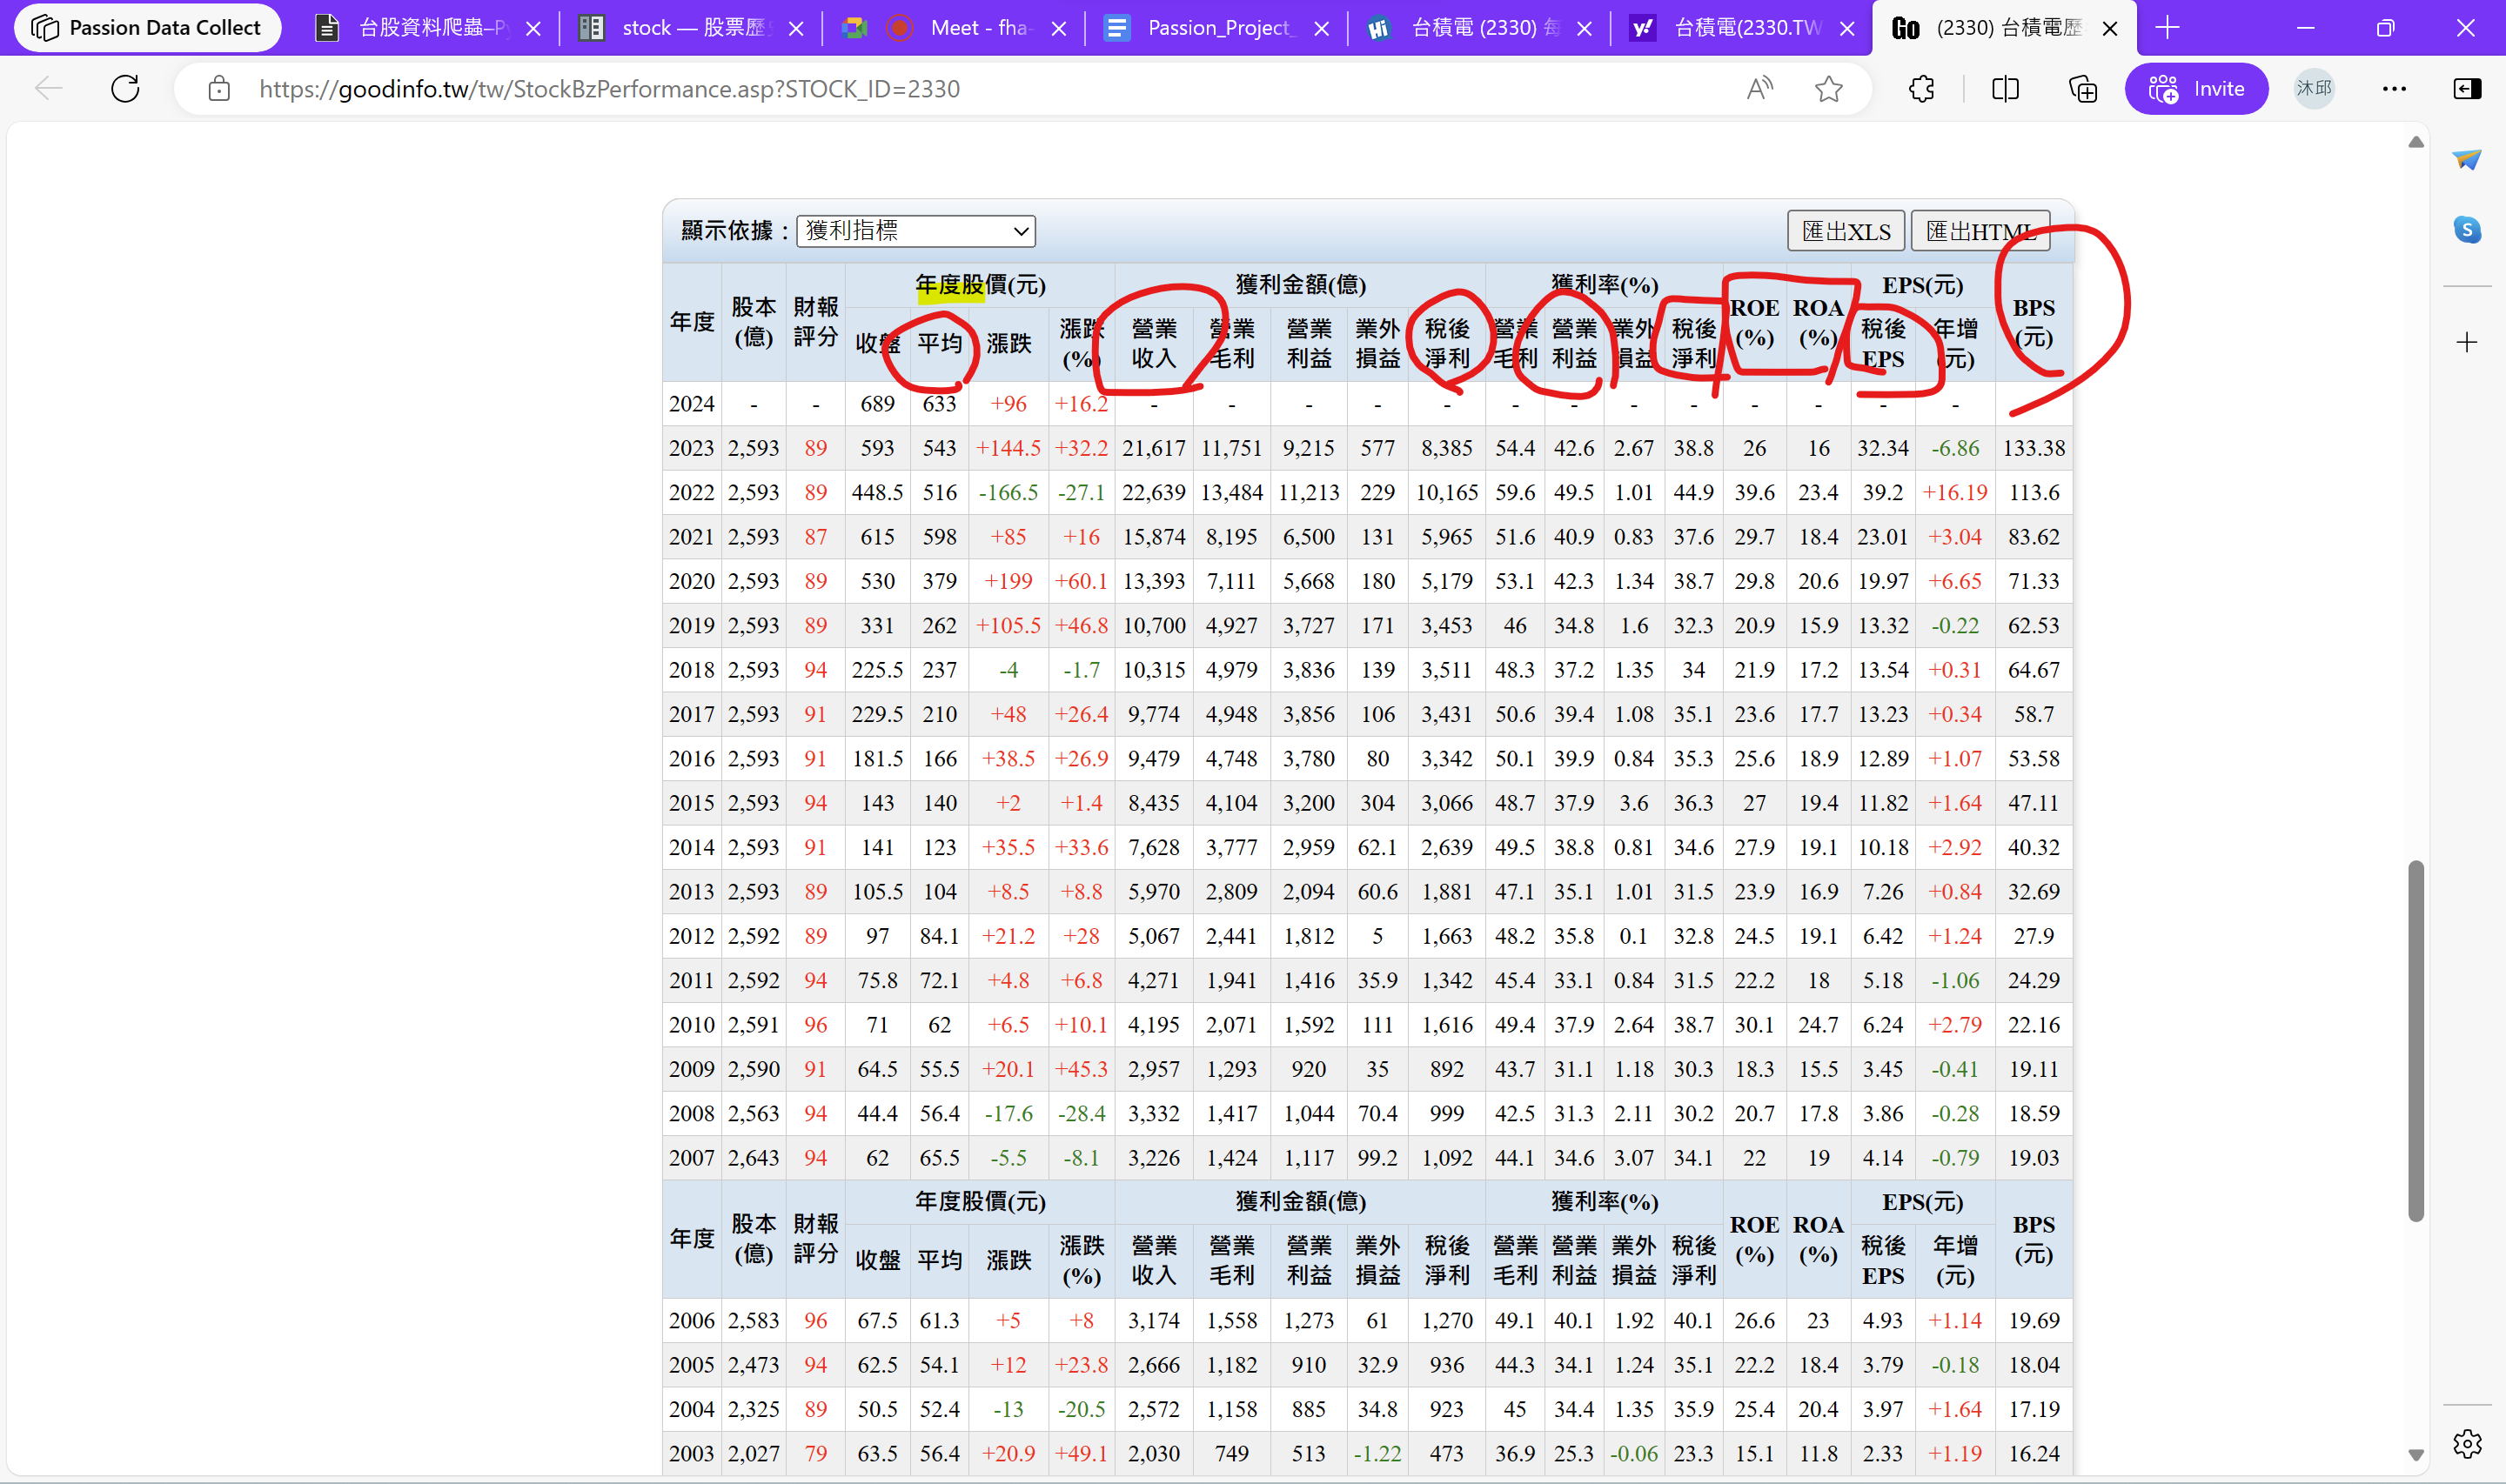 Passion Data Collect
台股資料爬蟲–P
stock — 股票歷
Meet - fha-
Passion_Project_
台積電 (2330) 每
台積電(2330.TW
(2330) 台積電歷
https://goodinfo.tw/tw/StockBzPerformance.asp?STOCK_ID=2330
Invite
沐邱
顯示依據：獲利指標 匯出XLS 匯出HTML
年度 股本(億) 財報評分 年度股價(元) 獲利金額(億) 獲利率(%) ROE(%) ROA(%) EPS(元) BPS(元)
收盤 平均 漲跌 漲跌(%) 營業收入 營業毛利 營業利益 業外損益 稅後淨利 營業毛利 營業利益 業外損益 稅後淨利 稅後EPS 年增(元)
2024 - - 689 633 +96 +16.2 - - - - - - - - - - - - -
2023 2,593 89 593 543 +144.5 +32.2 21,617 11,751 9,215 577 8,385 54.4 42.6 2.67 38.8 26 16 32.34 -6.86 133.38
2022 2,593 89 448.5 516 -166.5 -27.1 22,639 13,484 11,213 229 10,165 59.6 49.5 1.01 44.9 39.6 23.4 39.2 +16.19 113.6
2021 2,593 87 615 598 +85 +16 15,874 8,195 6,500 131 5,965 51.6 40.9 0.83 37.6 29.7 18.4 23.01 +3.04 83.62
2020 2,593 89 530 379 +199 +60.1 13,393 7,111 5,668 180 5,179 53.1 42.3 1.34 38.7 29.8 20.6 19.97 +6.65 71.33
2019 2,593 89 331 262 +105.5 +46.8 10,700 4,927 3,727 171 3,453 46 34.8 1.6 32.3 20.9 15.9 13.32 -0.22 62.53
2018 2,593 94 225.5 237 -4 -1.7 10,315 4,979 3,836 139 3,511 48.3 37.2 1.35 34 21.9 17.2 13.54 +0.31 64.67
2017 2,593 91 229.5 210 +48 +26.4 9,774 4,948 3,856 106 3,431 50.6 39.4 1.08 35.1 23.6 17.7 13.23 +0.34 58.7
2016 2,593 91 181.5 166 +38.5 +26.9 9,479 4,748 3,780 80 3,342 50.1 39.9 0.84 35.3 25.6 18.9 12.89 +1.07 53.58
2015 2,593 94 143 140 +2 +1.4 8,435 4,104 3,200 304 3,066 48.7 37.9 3.6 36.3 27 19.4 11.82 +1.64 47.11
2014 2,593 91 141 123 +35.5 +33.6 7,628 3,777 2,959 62.1 2,639 49.5 38.8 0.81 34.6 27.9 19.1 10.18 +2.92 40.32
2013 2,593 89 105.5 104 +8.5 +8.8 5,970 2,809 2,094 60.6 1,881 47.1 35.1 1.01 31.5 23.9 16.9 7.26 +0.84 32.69
2012 2,592 89 97 84.1 +21.2 +28 5,067 2,441 1,812 5 1,663 48.2 35.8 0.1 32.8 24.5 19.1 6.42 +1.24 27.9
2011 2,592 94 75.8 72.1 +4.8 +6.8 4,271 1,941 1,416 35.9 1,342 45.4 33.1 0.84 31.5 22.2 18 5.18 -1.06 24.29
2010 2,591 96 71 62 +6.5 +10.1 4,195 2,071 1,592 111 1,616 49.4 37.9 2.64 38.7 30.1 24.7 6.24 +2.79 22.16
2009 2,590 91 64.5 55.5 +20.1 +45.3 2,957 1,293 920 35 892 43.7 31.1 1.18 30.3 18.3 15.5 3.45 -0.41 19.11
2008 2,563 94 44.4 56.4 -17.6 -28.4 3,332 1,417 1,044 70.4 999 42.5 31.3 2.11 30.2 20.7 17.8 3.86 -0.28 18.59
2007 2,643 94 62 65.5 -5.5 -8.1 3,226 1,424 1,117 99.2 1,092 44.1 34.6 3.07 34.1 22 19 4.14 -0.79 19.03
年度 股本(億) 財報評分 年度股價(元) 獲利金額(億) 獲利率(%) ROE(%) ROA(%) EPS(元) BPS(元)
收盤 平均 漲跌 漲跌(%) 營業收入 營業毛利 營業利益 業外損益 稅後淨利 營業毛利 營業利益 業外損益 稅後淨利 稅後EPS 年增(元)
2006 2,583 96 67.5 61.3 +5 +8 3,174 1,558 1,273 61 1,270 49.1 40.1 1.92 40.1 26.6 23 4.93 +1.14 19.69
2005 2,473 94 62.5 54.1 +12 +23.8 2,666 1,182 910 32.9 936 44.3 34.1 1.24 35.1 22.2 18.4 3.79 -0.18 18.04
2004 2,325 89 50.5 52.4 -13 -20.5 2,572 1,158 885 34.8 923 45 34.4 1.35 35.9 25.4 20.4 3.97 +1.64 17.19
2003 2,027 79 63.5 56.4 +20.9 +49.1 2,030 749 513 -1.22 473 36.9 25.3 -0.06 23.3 15.1 11.8 2.33 +1.19 16.24